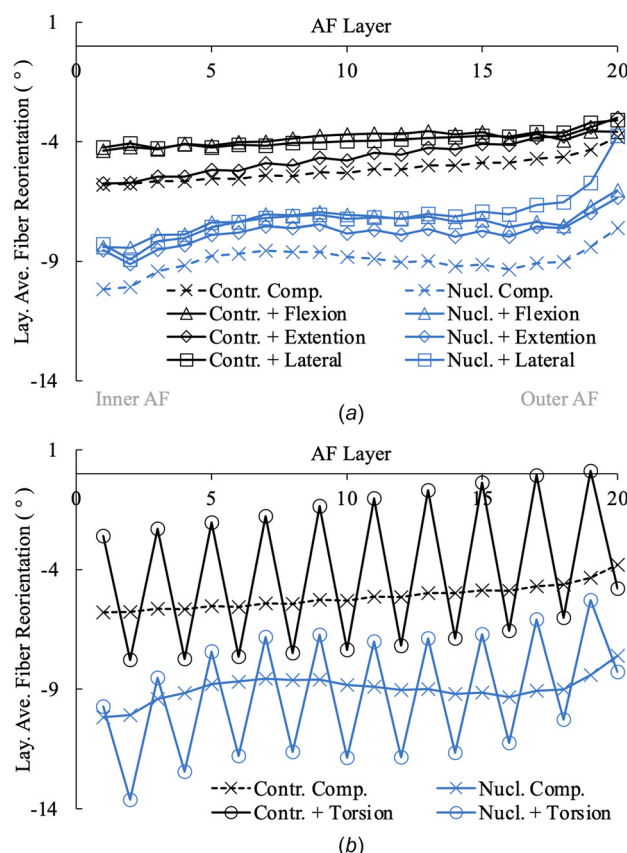 AF Layer
1
0 5 10 15 20
-4
-9
-14
Lay. Ave. Fiber Reorientation ( ° )
Contr. Comp. Nucl. Comp.
Contr. + Flexion Nucl. + Flexion
Contr. + Extention Nucl. + Extention
Contr. + Lateral Nucl. + Lateral
Inner AF Outer AF
(a)
AF Layer
1
0 5 10 15 20
-4
-9
-14
Lay. Ave. Fiber Reorientation ( ° )
Contr. Comp. Nucl. Comp.
Contr. + Torsion Nucl. + Torsion
(b)